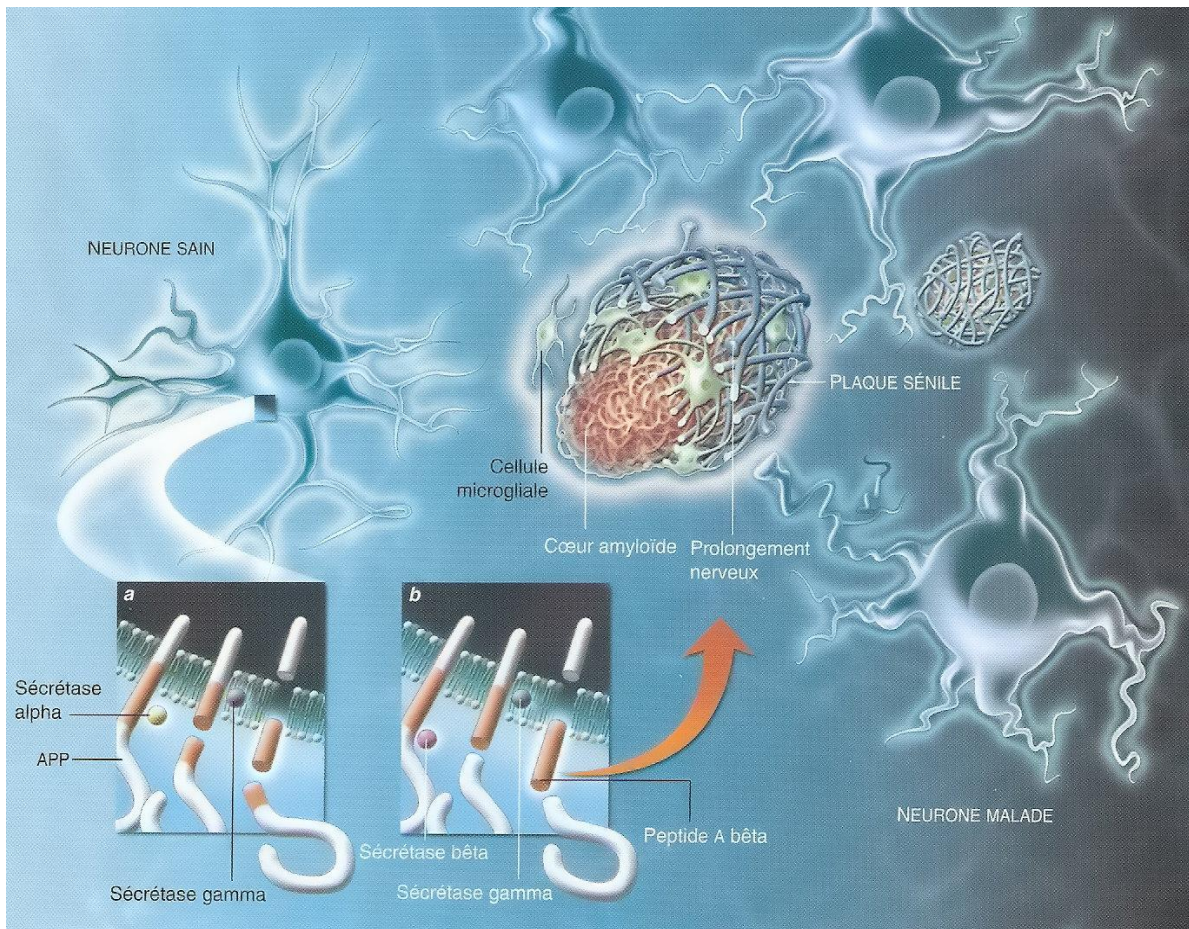 NEURONE SAIN
PLAQUE SÉNILE
Cellule
microgliale
Cœur amyloïde
Prolongement
nerveux
a
b
Sécrétase
alpha
APP
Sécrétase gamma
Sécrétase bêta
Sécrétase gamma
Peptide A bêta
NEURONE MALADE